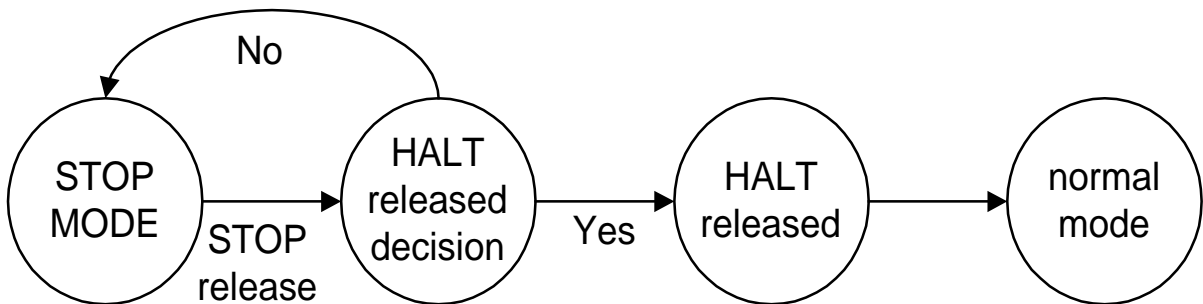 No
STOP
MODE
STOP
release
HALT
released
decision
Yes
HALT
released
normal
mode